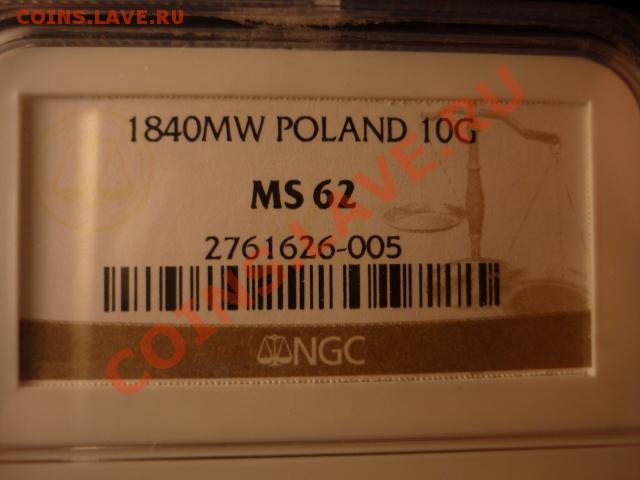 COINS.LAVE.RU
1840MW POLAND 10G
MS 62
2761626-005
NGC
COINS.LAVE.RU